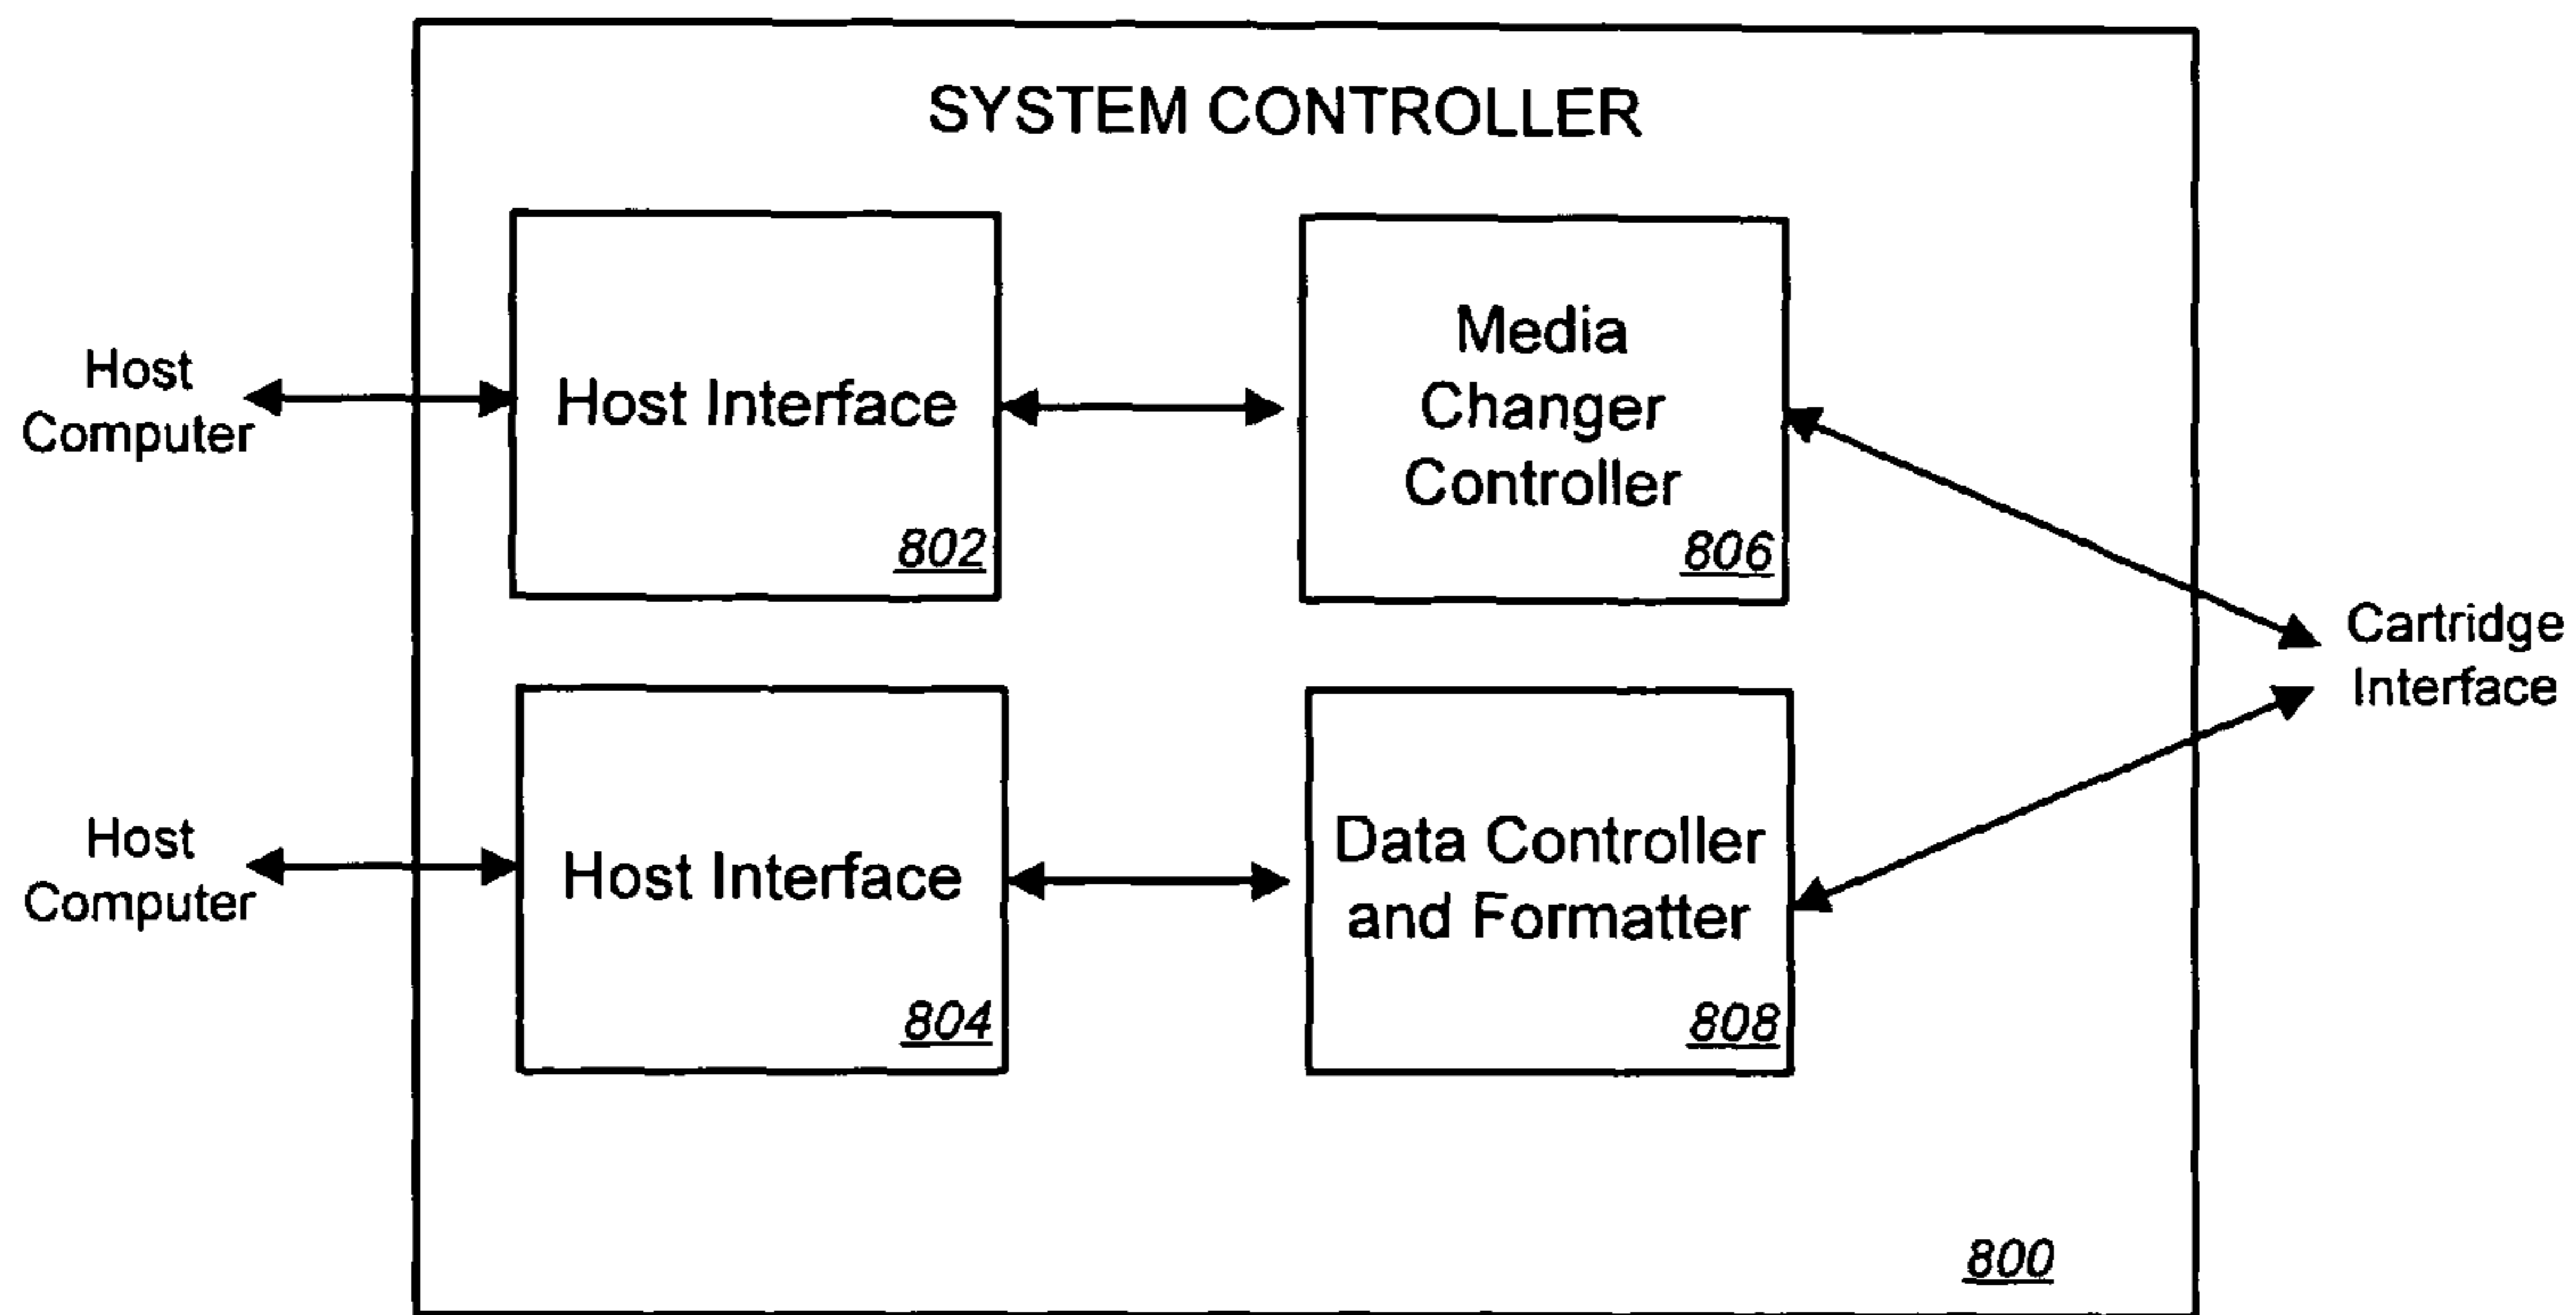 SYSTEM CONTROLLER
Host
Computer
Host Interface
802
Media
Changer
Controller
806
Cartridge
Interface
Host
Computer
Host Interface
804
Data Controller
and Formatter
808
800